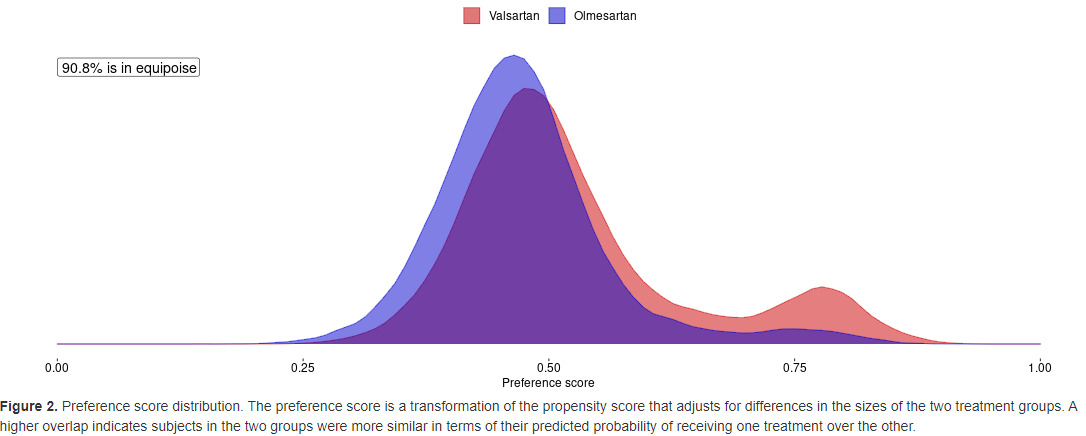 Valsartan Olmesartan
90.8% is in equipoise
0.00 0.25 0.50 0.75 1.00
Preference score
Figure 2. Preference score distribution. The preference score is a transformation of the propensity score that adjusts for differences in the sizes of the two treatment groups. A
higher overlap indicates subjects in the two groups were more similar in terms of their predicted probability of receiving one treatment over the other.